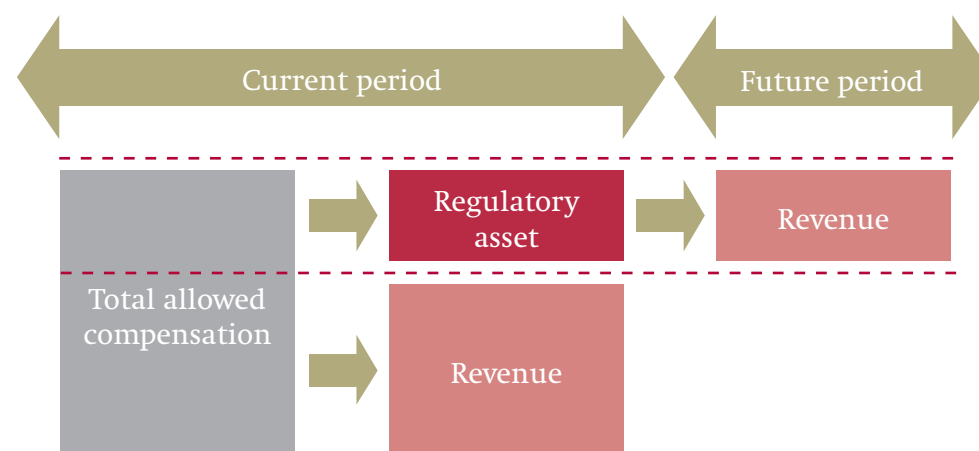 Current period
Future period
Regulatory
asset
Revenue
Total allowed
compensation
Revenue